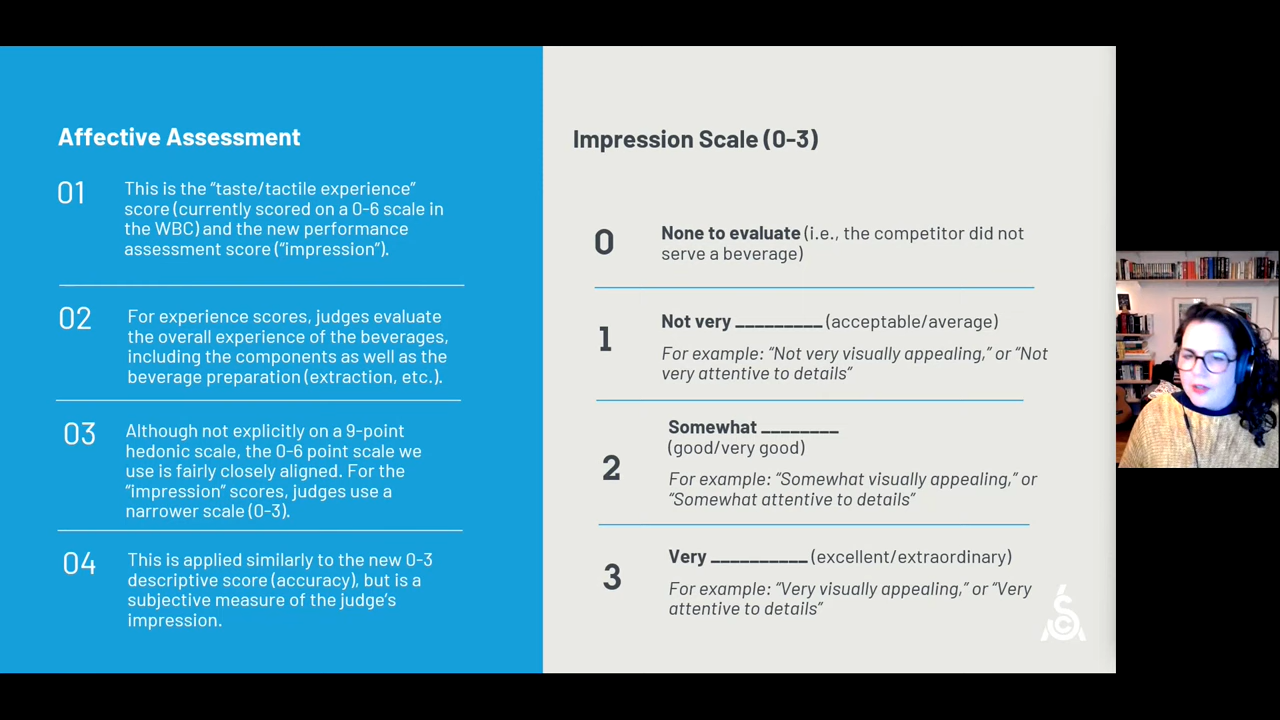 Affective Assessment
01
This is the “taste/tactile experience”
score (currently scored on a 0-6 scale in
the WBC) and the new performance
assessment score (“impression”).
02
For experience scores, judges evaluate
the overall experience of the beverages,
including the components as well as the
beverage preparation (extraction, etc.).
03
Although not explicitly on a 9-point
hedonic scale, the 0-6 point scale we
use is fairly closely aligned. For the
“impression” scores, judges use a
narrower scale (0-3).
04
This is applied similarly to the new 0-3
descriptive score (accuracy), but is a
subjective measure of the judge’s
impression.
Impression Scale (0-3)
0
None to evaluate (i.e., the competitor did not
serve a beverage)
1
Not very _________ (acceptable/average)
For example: “Not very visually appealing,” or “Not
very attentive to details”
2
Somewhat ________
(good/very good)
For example: “Somewhat visually appealing,” or
“Somewhat attentive to details”
3
Very __________ (excellent/extraordinary)
For example: “Very visually appealing,” or “Very
attentive to details”